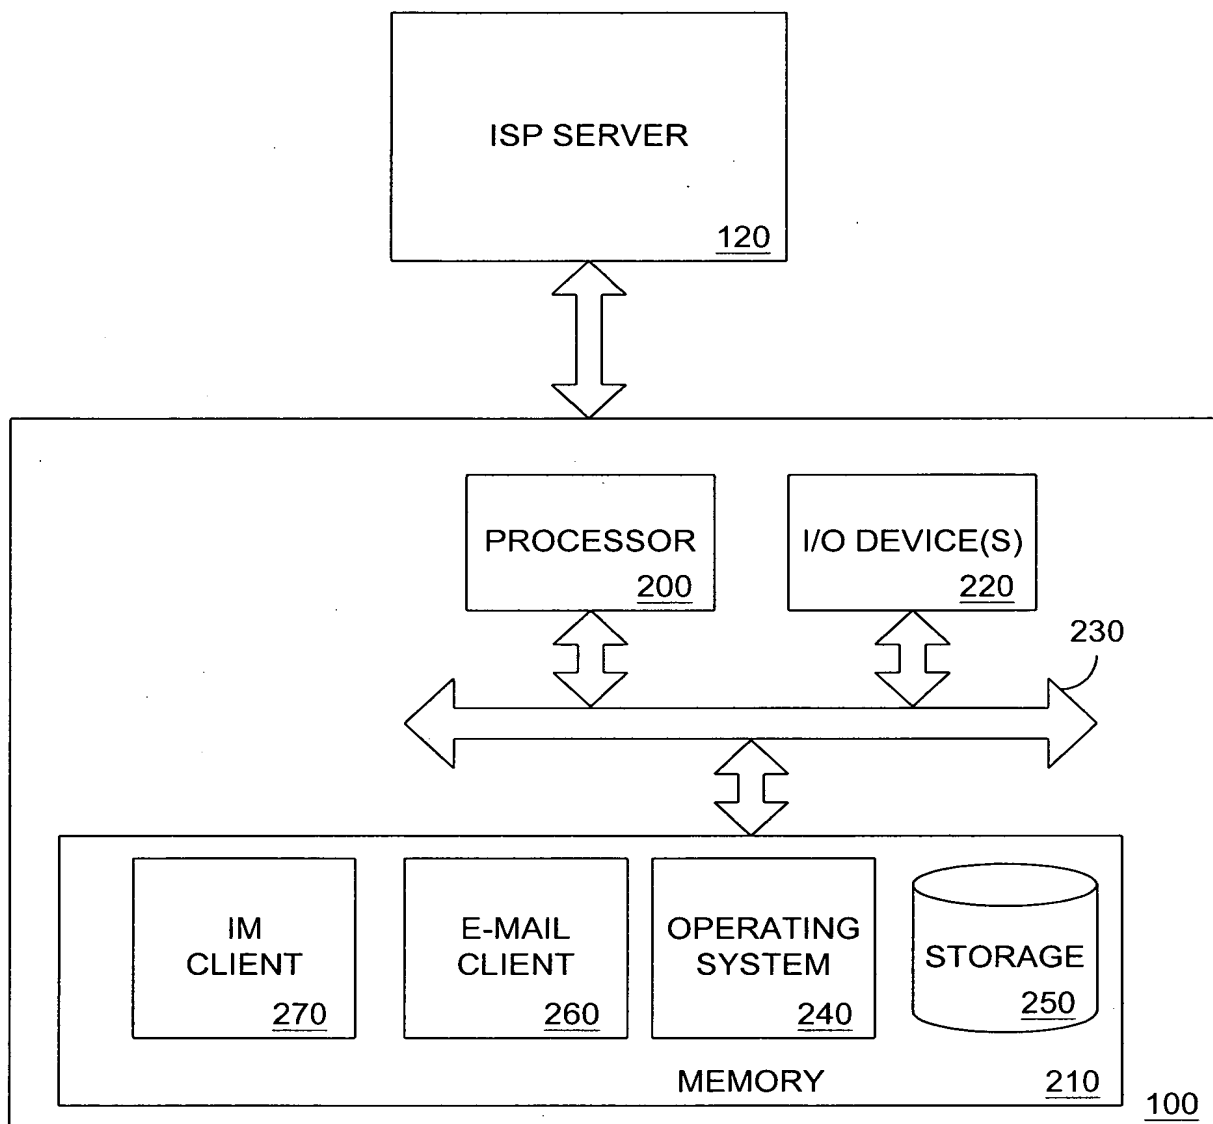 ISP SERVER
120
PROCESSOR
200
I/O DEVICE(S)
220
230
IM
CLIENT
270
E-MAIL
CLIENT
260
OPERATING
SYSTEM
240
STORAGE
250
MEMORY
210
100